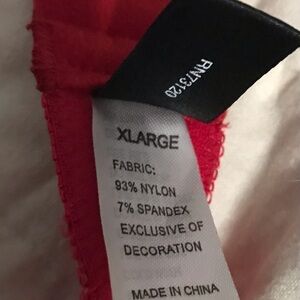 RN73120
XLARGE
FABRIC:
93% NYLON
7% SPANDEX
EXCLUSIVE OF
DECORATION
MADE IN CHINA